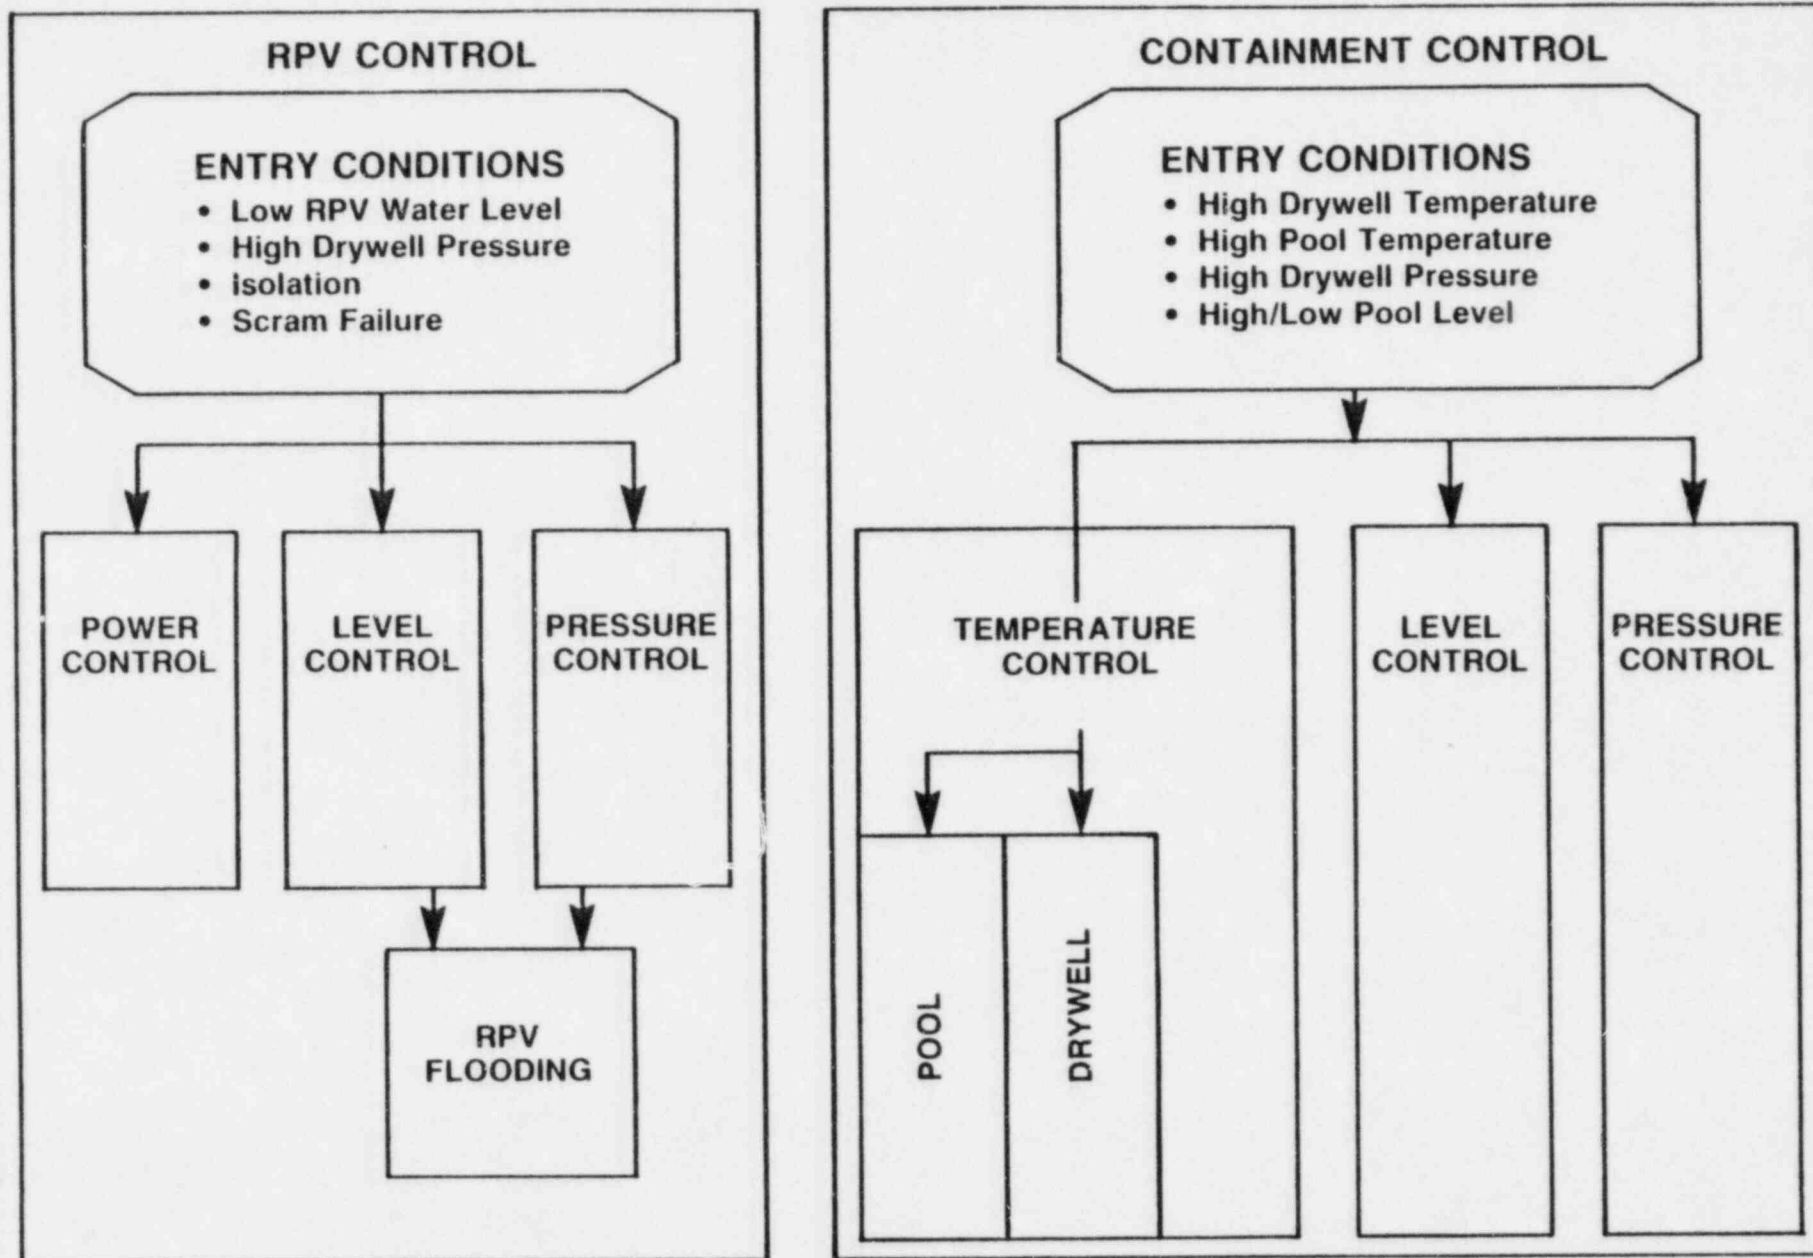 RPV CONTROL
ENTRY CONDITIONS
• Low RPV Water Level
• High Drywell Pressure
• isolation
• Scram Failure
POWER
CONTROL
LEVEL
CONTROL
PRESSURE
CONTROL
RPV
FLOODING
CONTAINMENT CONTROL
ENTRY CONDITIONS
• High Drywell Temperature
• High Pool Temperature
• High Drywell Pressure
• High/Low Pool Level
TEMPERATURE
CONTROL
POOL
DRYWELL
LEVEL
CONTROL
PRESSURE
CONTROL